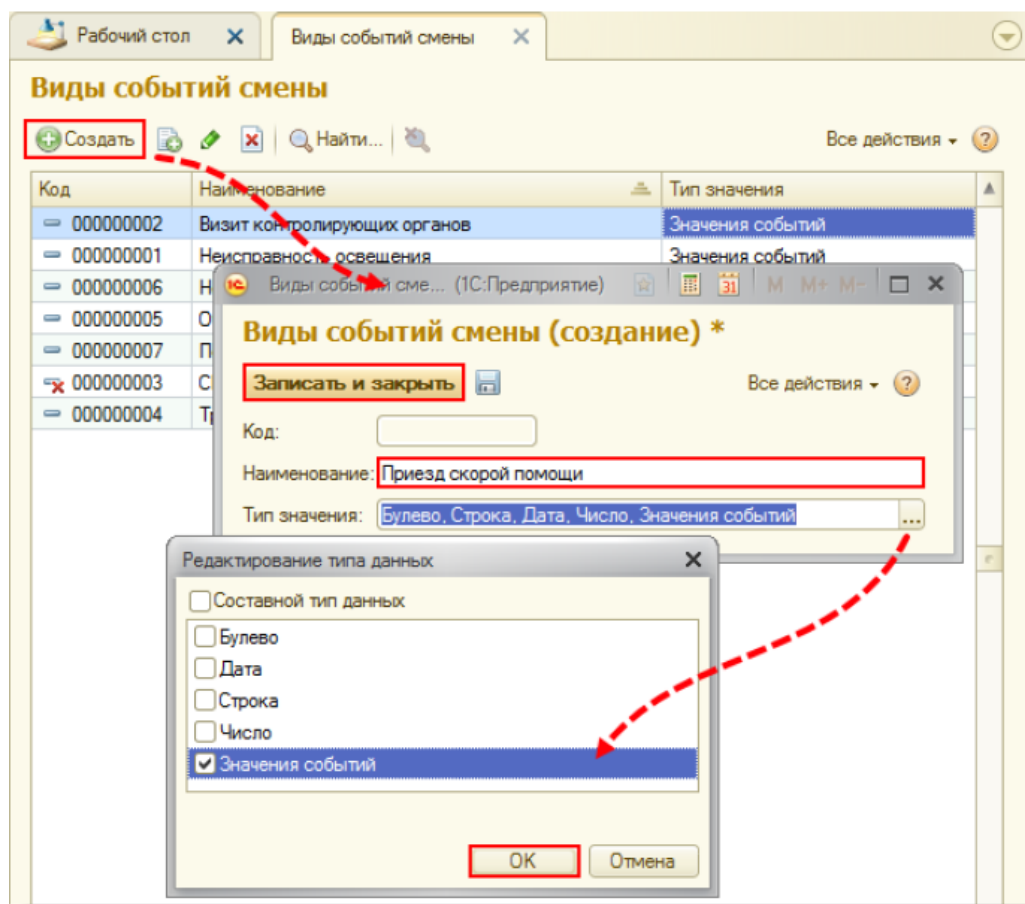 Рабочий стол
Виды событий смены
Виды событий смены
Создать
Найти...
Все действия
Код Наименование Тип значения
000000002 Визит контролирующих органов Значения событий
000000001 Неисправность освещения Значения событий
000000006 Н
000000005 О
000000007 П
000000003 С
000000004 Т
Виды событий сме... (1С:Предприятие)
31 M M+ M-
Виды событий смены (создание) *
Записать и закрыть
Все действия
Код:
Наименование: Приезд скорой помощи
Тип значения: Булево, Строка, Дата, Число, Значения событий ...
Редактирование типа данных
Составной тип данных
Булево
Дата
Строка
Число
Значения событий
OK Отмена